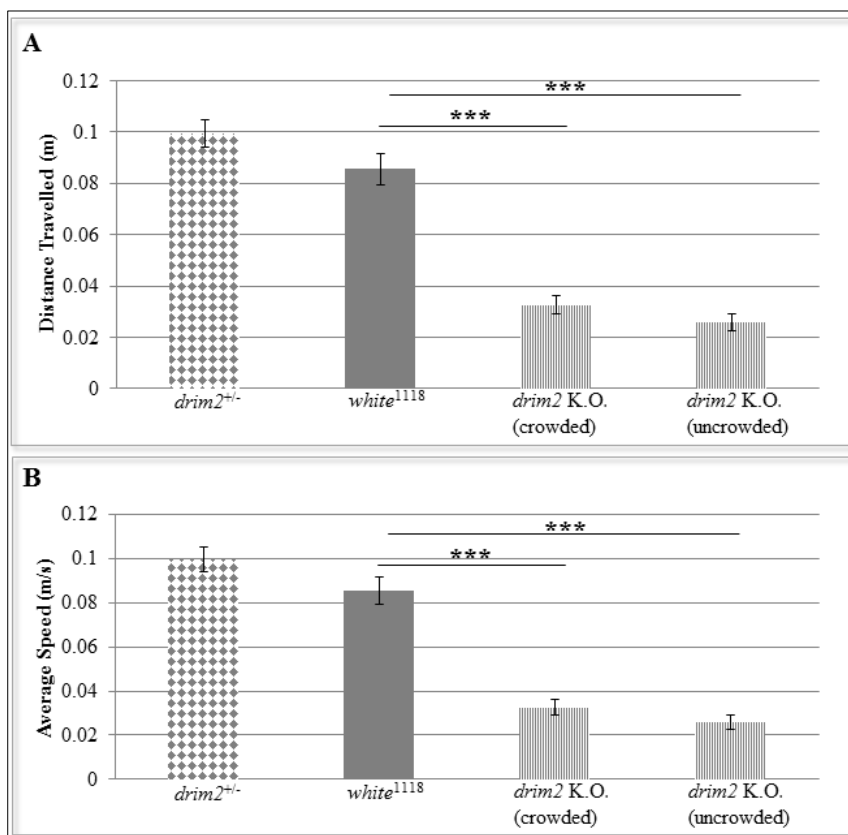 A
Distance Travelled (m)
0.12
0.1
0.08
0.06
0.04
0.02
0
***
***
drim2+/-
white1118
drim2 K.O.
(crowded)
drim2 K.O.
(uncrowded)
B
Average Speed (m/s)
0.12
0.1
0.08
0.06
0.04
0.02
0
***
***
drim2+/-
white1118
drim2 K.O.
(crowded)
drim2 K.O.
(uncrowded)